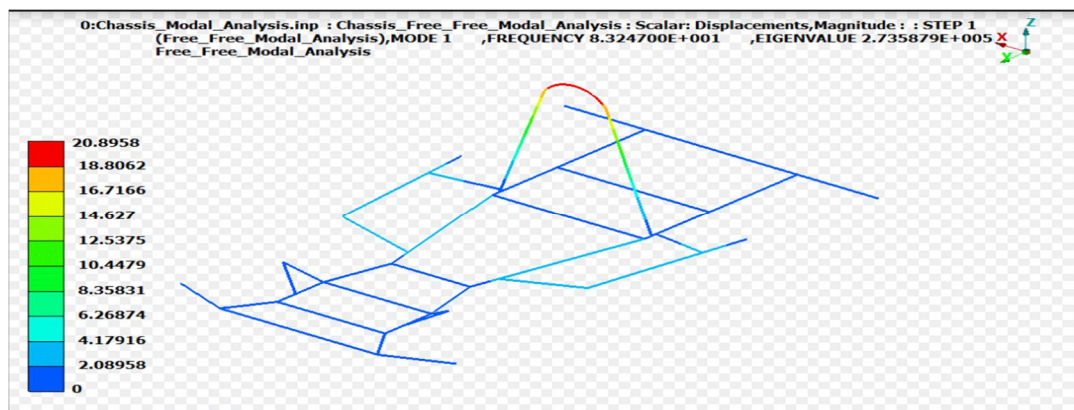 0:Chassis_Modal_Analysis.inp : Chassis_Free_Free_Modal_Analysis : Scalar: Displacements,Magnitude : : STEP 1
(Free_Free_Modal_Analysis),MODE 1 ,FREQUENCY 8.324700E+001 ,EIGENVALUE 2.735879E+005
Free_Free_Modal_Analysis
Z
X
Y
20.8958
18.8062
16.7166
14.627
12.5375
10.4479
8.35831
6.26874
4.17916
2.08958
0